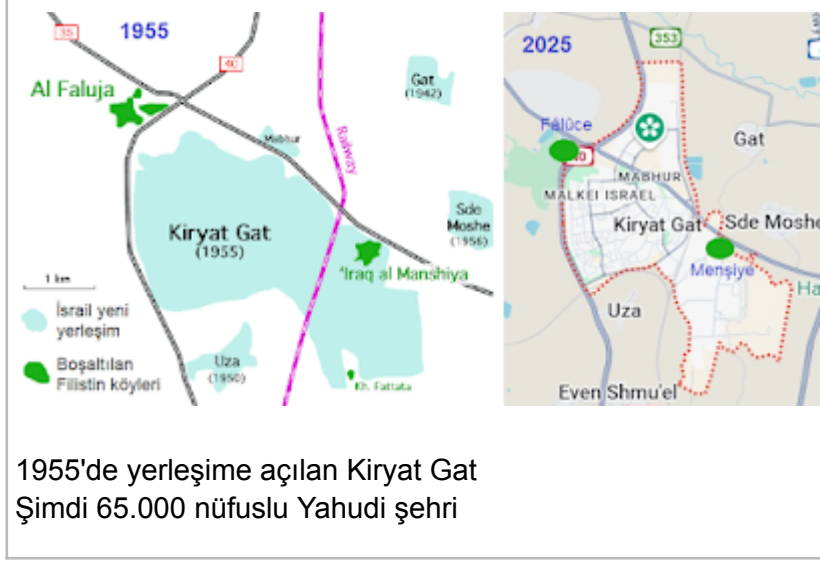 35
1955
40
Al Faluja
Gat
(1942)
Mabhur
Railway
Kiryat Gat
(1955)
Sde
Moshe
(1956)
'Iraq al Manshiya
1 km
İsrail yeni
yerleşim
Boşaltılan
Filistin köyleri
Uza
(1950)
Kh. Fattata
2025
353
Fâlûce
Gat
MABHUR
MALKEI ISRAEL
Kiryat Gat
Sde Moshe
Menşiye
Ha
Uza
Even Shmu'el
1955'de yerleşime açılan Kiryat Gat
Şimdi 65.000 nüfuslu Yahudi şehri